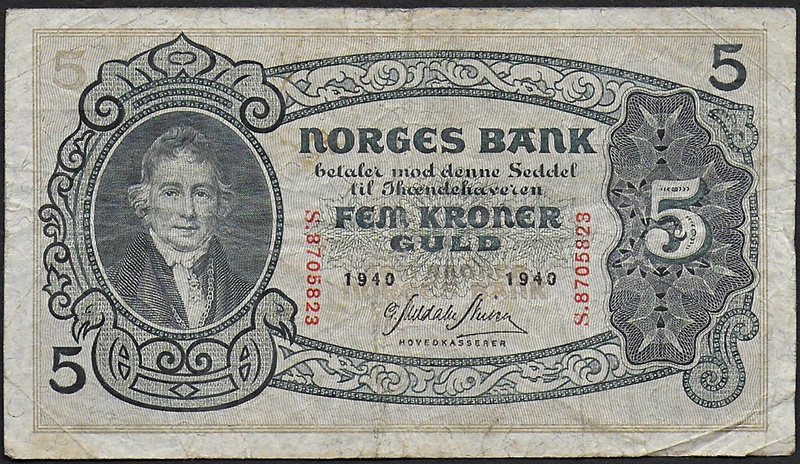 5
5
NORGES BANK
betaler mod denne Seddel
til Ihændehaveren
FEM KRONER
GULD
5
S.8705823
S.8705823
1940 1940
HOVEDKASSERER
5